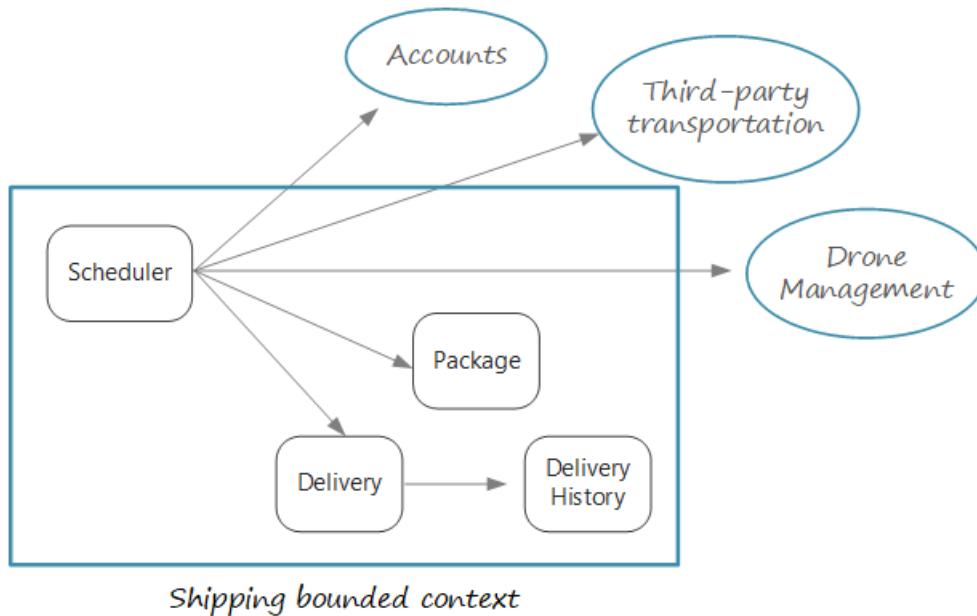 Accounts
Third-party
transportation
Scheduler
Drone
Management
Package
Delivery
Delivery
History
Shipping bounded context